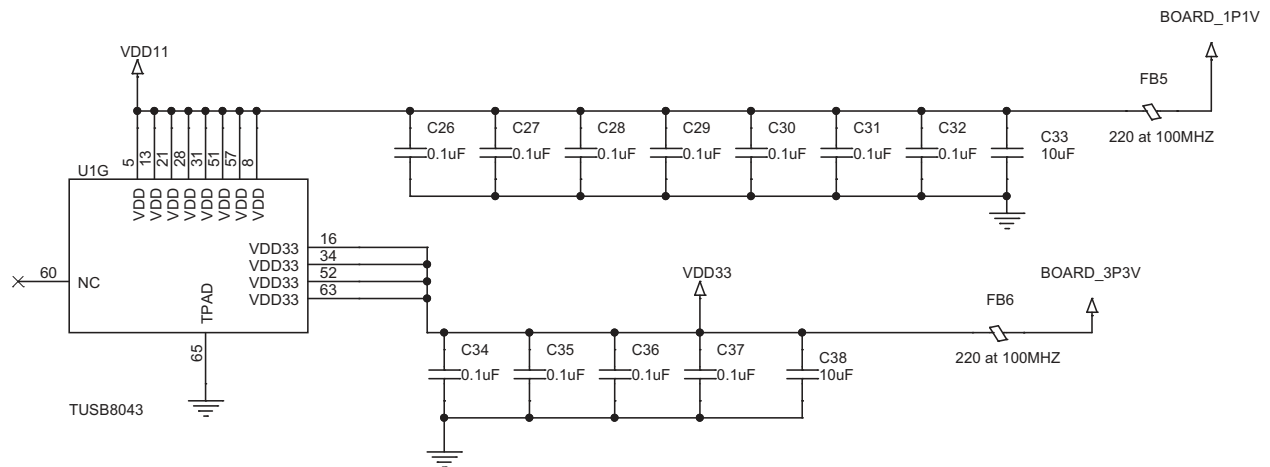 BOARD_1P1V
VDD11
FB5
220 at 100MHZ
C26
0.1uF
C27
0.1uF
C28
0.1uF
C29
0.1uF
C30
0.1uF
C31
0.1uF
C32
0.1uF
C33
10uF
5
13
21
28
31
51
57
8
U1G
VDD
VDD
VDD
VDD
VDD
VDD
VDD
VDD
VDD33 16
VDD33 34
VDD33 52
VDD33 63
60
NC
TPAD
65
TUSB8043
VDD33
BOARD_3P3V
FB6
220 at 100MHZ
C34
0.1uF
C35
0.1uF
C36
0.1uF
C37
0.1uF
C38
10uF